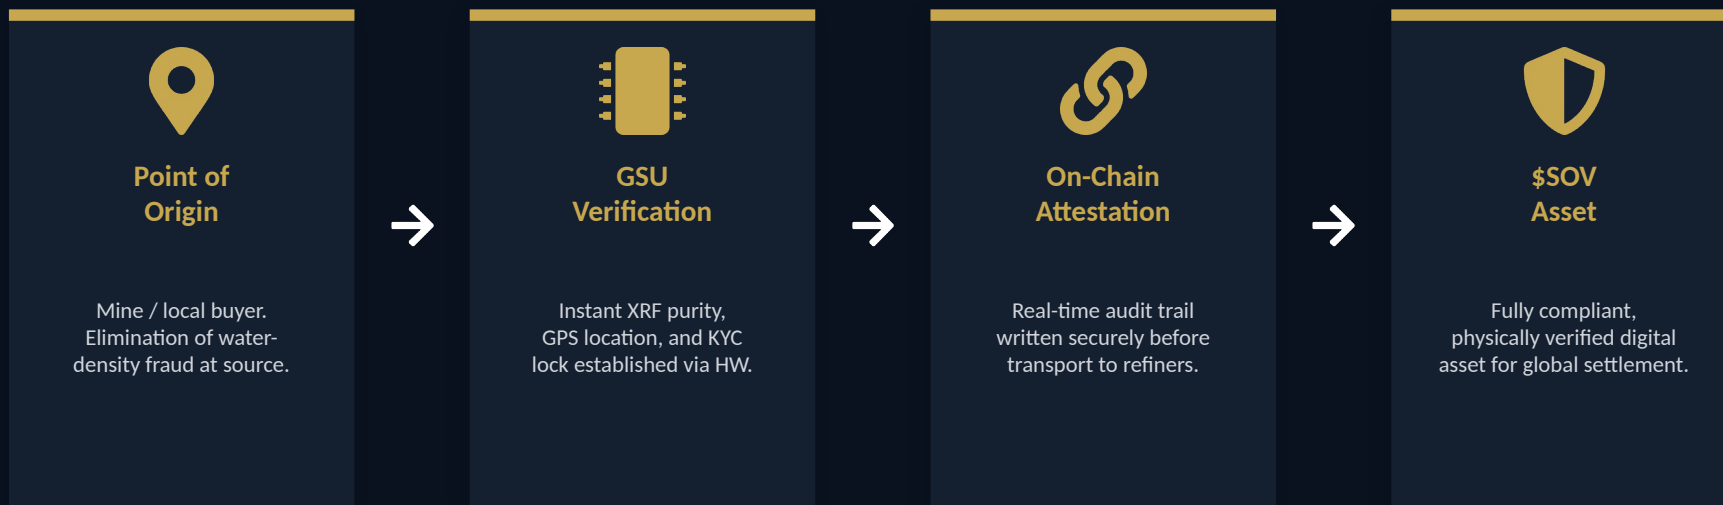 Point of
Origin
Mine / local buyer.
Elimination of water-
density fraud at source.
GSU
Verification
Instant XRF purity,
GPS location, and KYC
lock established via HW.
On-Chain
Attestation
Real-time audit trail
written securely before
transport to refiners.
$SOV
Asset
Fully compliant,
physically verified digital
asset for global settlement.